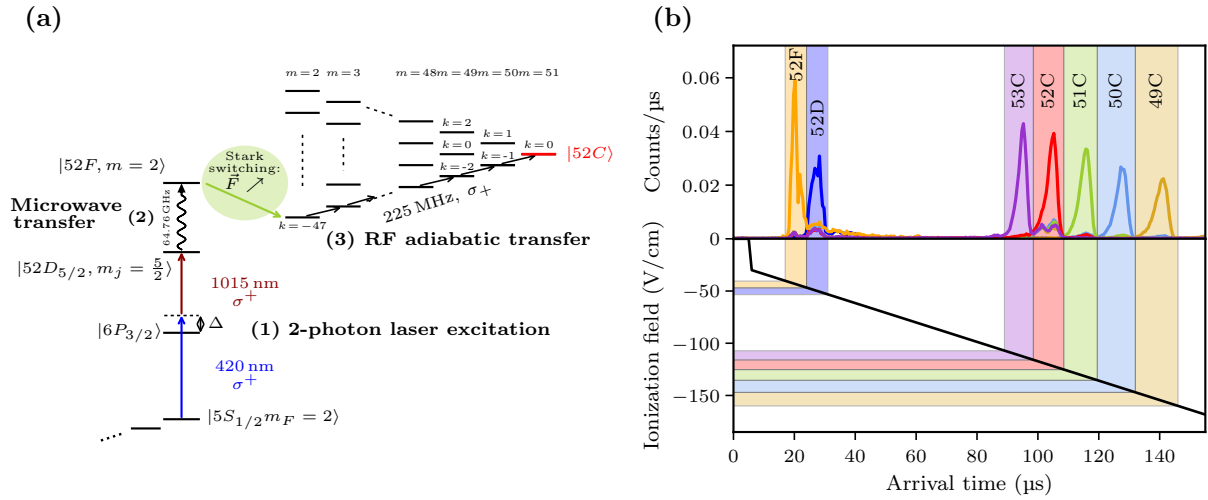 (a)
m = 2
m = 3
m = 48
m = 49
m = 50
m = 51
k = 2
k = 1
k = 0
k = 0
k = -1
k = -2
|52C⟩
|52F, m = 2⟩
Stark
switching:
F⃗ ↗
k = −47
225 MHz, σ+
Microwave
transfer
(2)
64.76 GHz
(3) RF adiabatic transfer
|52D5/2, mj = 5/2⟩
1015 nm
σ+
Δ
|6P3/2⟩
(1) 2-photon laser excitation
420 nm
σ+
|5S1/2 mF = 2⟩
(b)
Counts/µs
0.06
0.04
0.02
0
52F
52D
53C
52C
51C
50C
49C
Ionization field (V/cm)
−50
−100
−150
0
20
40
60
80
100
120
140
Arrival time (µs)